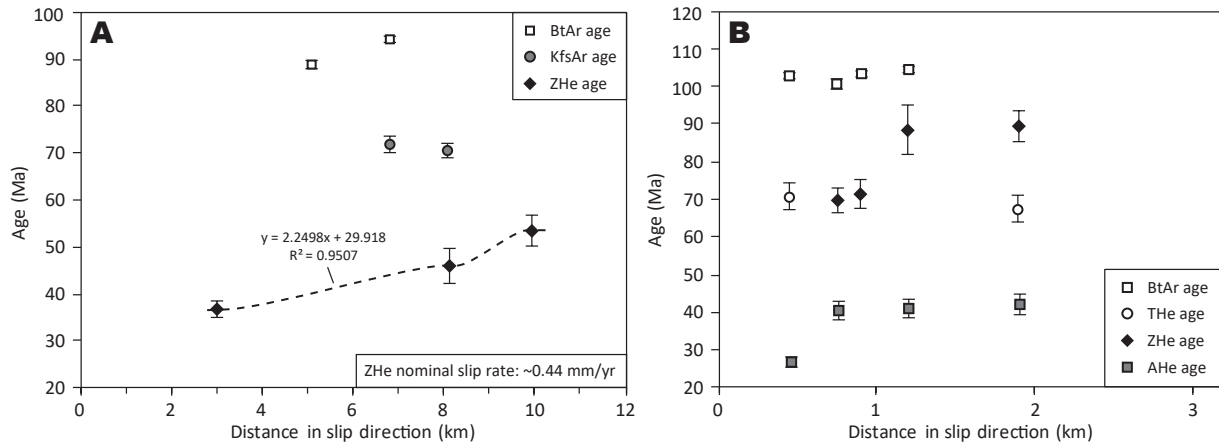 A
BtAr age
KfsAr age
ZHe age
y = 2.2498x + 29.918
R² = 0.9507
ZHe nominal slip rate: ~0.44 mm/yr
Age (Ma)
100
90
80
70
60
50
40
30
20
0
2
4
6
8
10
12
Distance in slip direction (km)
B
BtAr age
THe age
ZHe age
AHe age
Age (Ma)
120
110
100
90
80
70
60
50
40
30
20
0
1
2
3
Distance in slip direction (km)